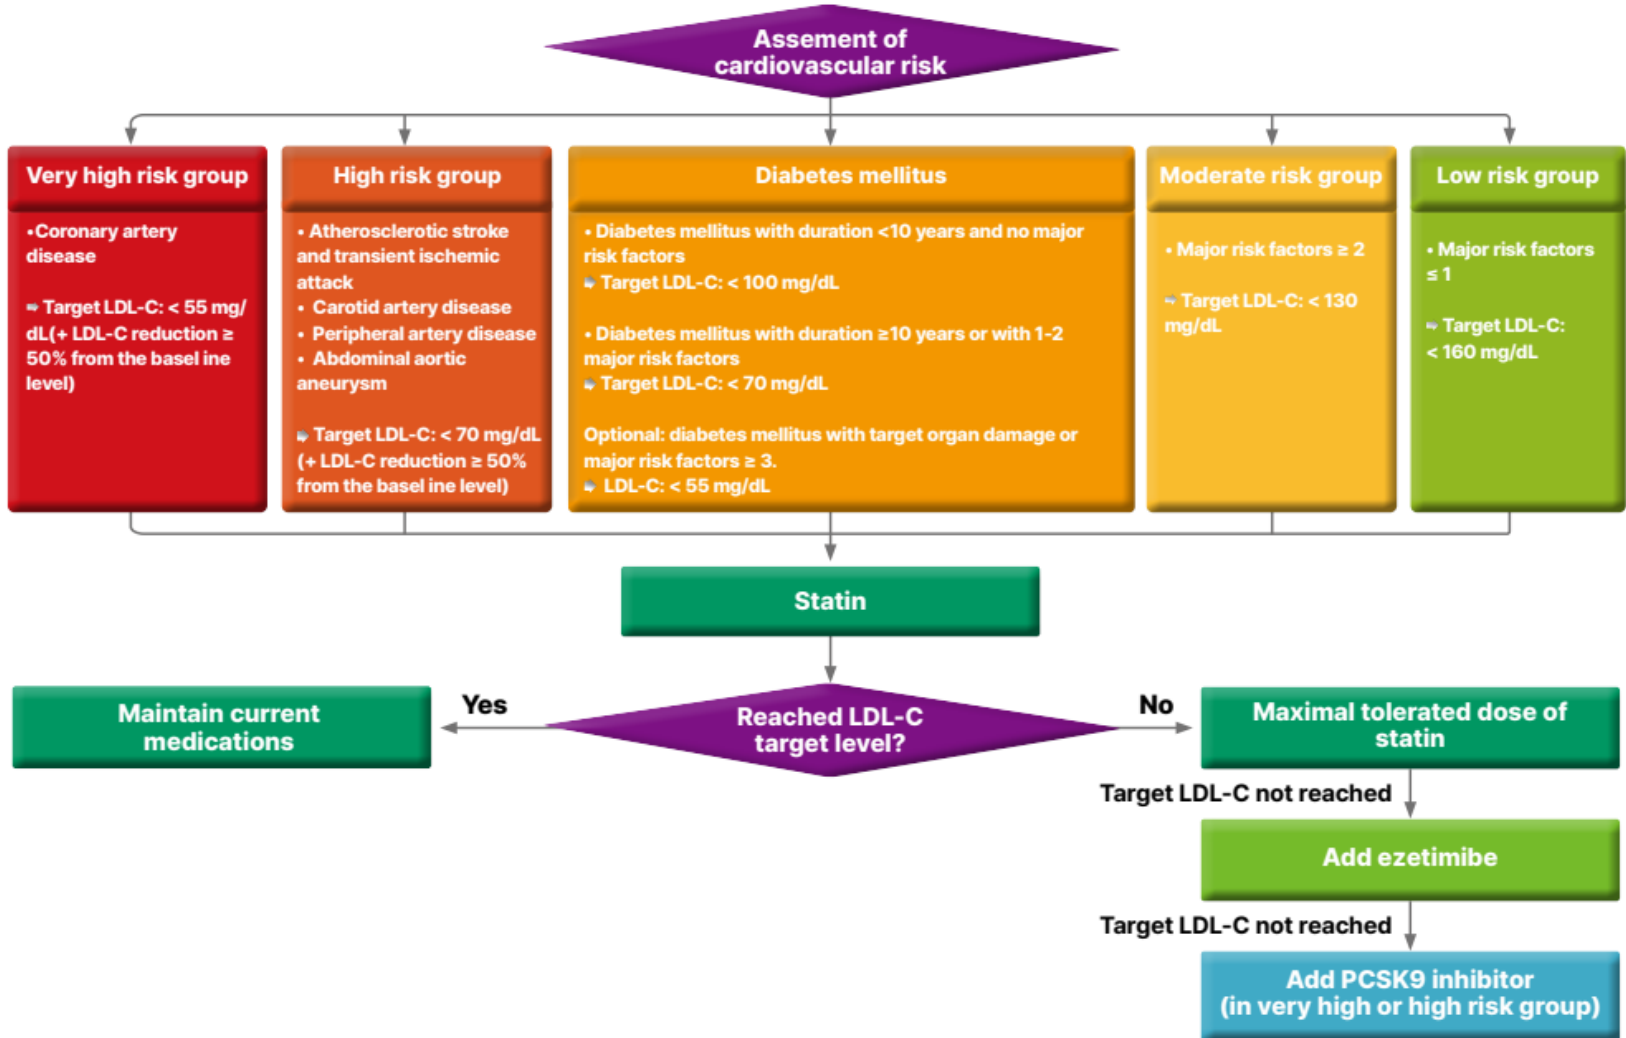 Assement of
cardiovascular risk
Very high risk group
•Coronary artery
disease
➡ Target LDL-C: < 55 mg/
dL(+ LDL-C reduction ≥
50% from the basel ine
level)
High risk group
• Atherosclerotic stroke
and transient ischemic
attack
• Carotid artery disease
• Peripheral artery disease
• Abdominal aortic
aneurysm
➡ Target LDL-C: < 70 mg/dL
(+ LDL-C reduction ≥ 50%
from the basel ine level)
Diabetes mellitus
• Diabetes mellitus with duration <10 years and no major
risk factors
➡ Target LDL-C: < 100 mg/dL
• Diabetes mellitus with duration ≥10 years or with 1-2
major risk factors
➡ Target LDL-C: < 70 mg/dL
Optional: diabetes mellitus with target organ damage or
major risk factors ≥ 3.
➡ LDL-C: < 55 mg/dL
Moderate risk group
• Major risk factors ≥ 2
➡ Target LDL-C: < 130
mg/dL
Low risk group
• Major risk factors
≤ 1
➡ Target LDL-C:
< 160 mg/dL
Statin
Reached LDL-C
target level?
Yes
Maintain current
medications
No
Maximal tolerated dose of
statin
Target LDL-C not reached
Add ezetimibe
Target LDL-C not reached
Add PCSK9 inhibitor
(in very high or high risk group)